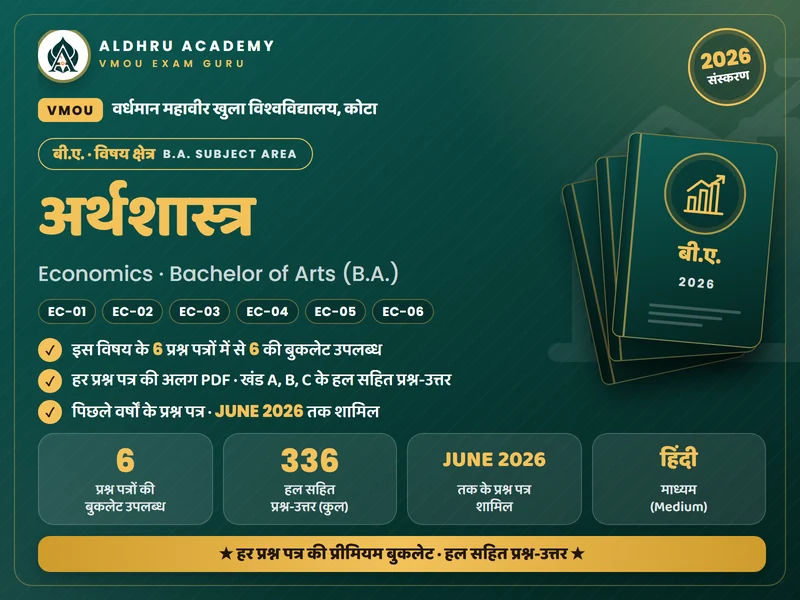 ALDHRU ACADEMY
VMOU EXAM GURU
2026
संस्करण
VMOU वर्धमान महावीर खुला विश्वविद्यालय, कोटा
बी.ए. · विषय क्षेत्र B.A. SUBJECT AREA
अर्थशास्त्र
Economics · Bachelor of Arts (B.A.)
EC-01 EC-02 EC-03 EC-04 EC-05 EC-06
✓ इस विषय के 6 प्रश्न पत्रों में से 6 की बुकलेट उपलब्ध
✓ हर प्रश्न पत्र की अलग PDF · खंड A, B, C के हल सहित प्रश्न-उत्तर
✓ पिछले वर्षों के प्रश्न पत्र · JUNE 2026 तक शामिल
बी.ए.
2026
6
प्रश्न पत्रों की
बुकलेट उपलब्ध
336
हल सहित
प्रश्न-उत्तर (कुल)
JUNE 2026
तक के प्रश्न पत्र
शामिल
हिंदी
माध्यम
(Medium)
★ हर प्रश्न पत्र की प्रीमियम बुकलेट · हल सहित प्रश्न-उत्तर ★